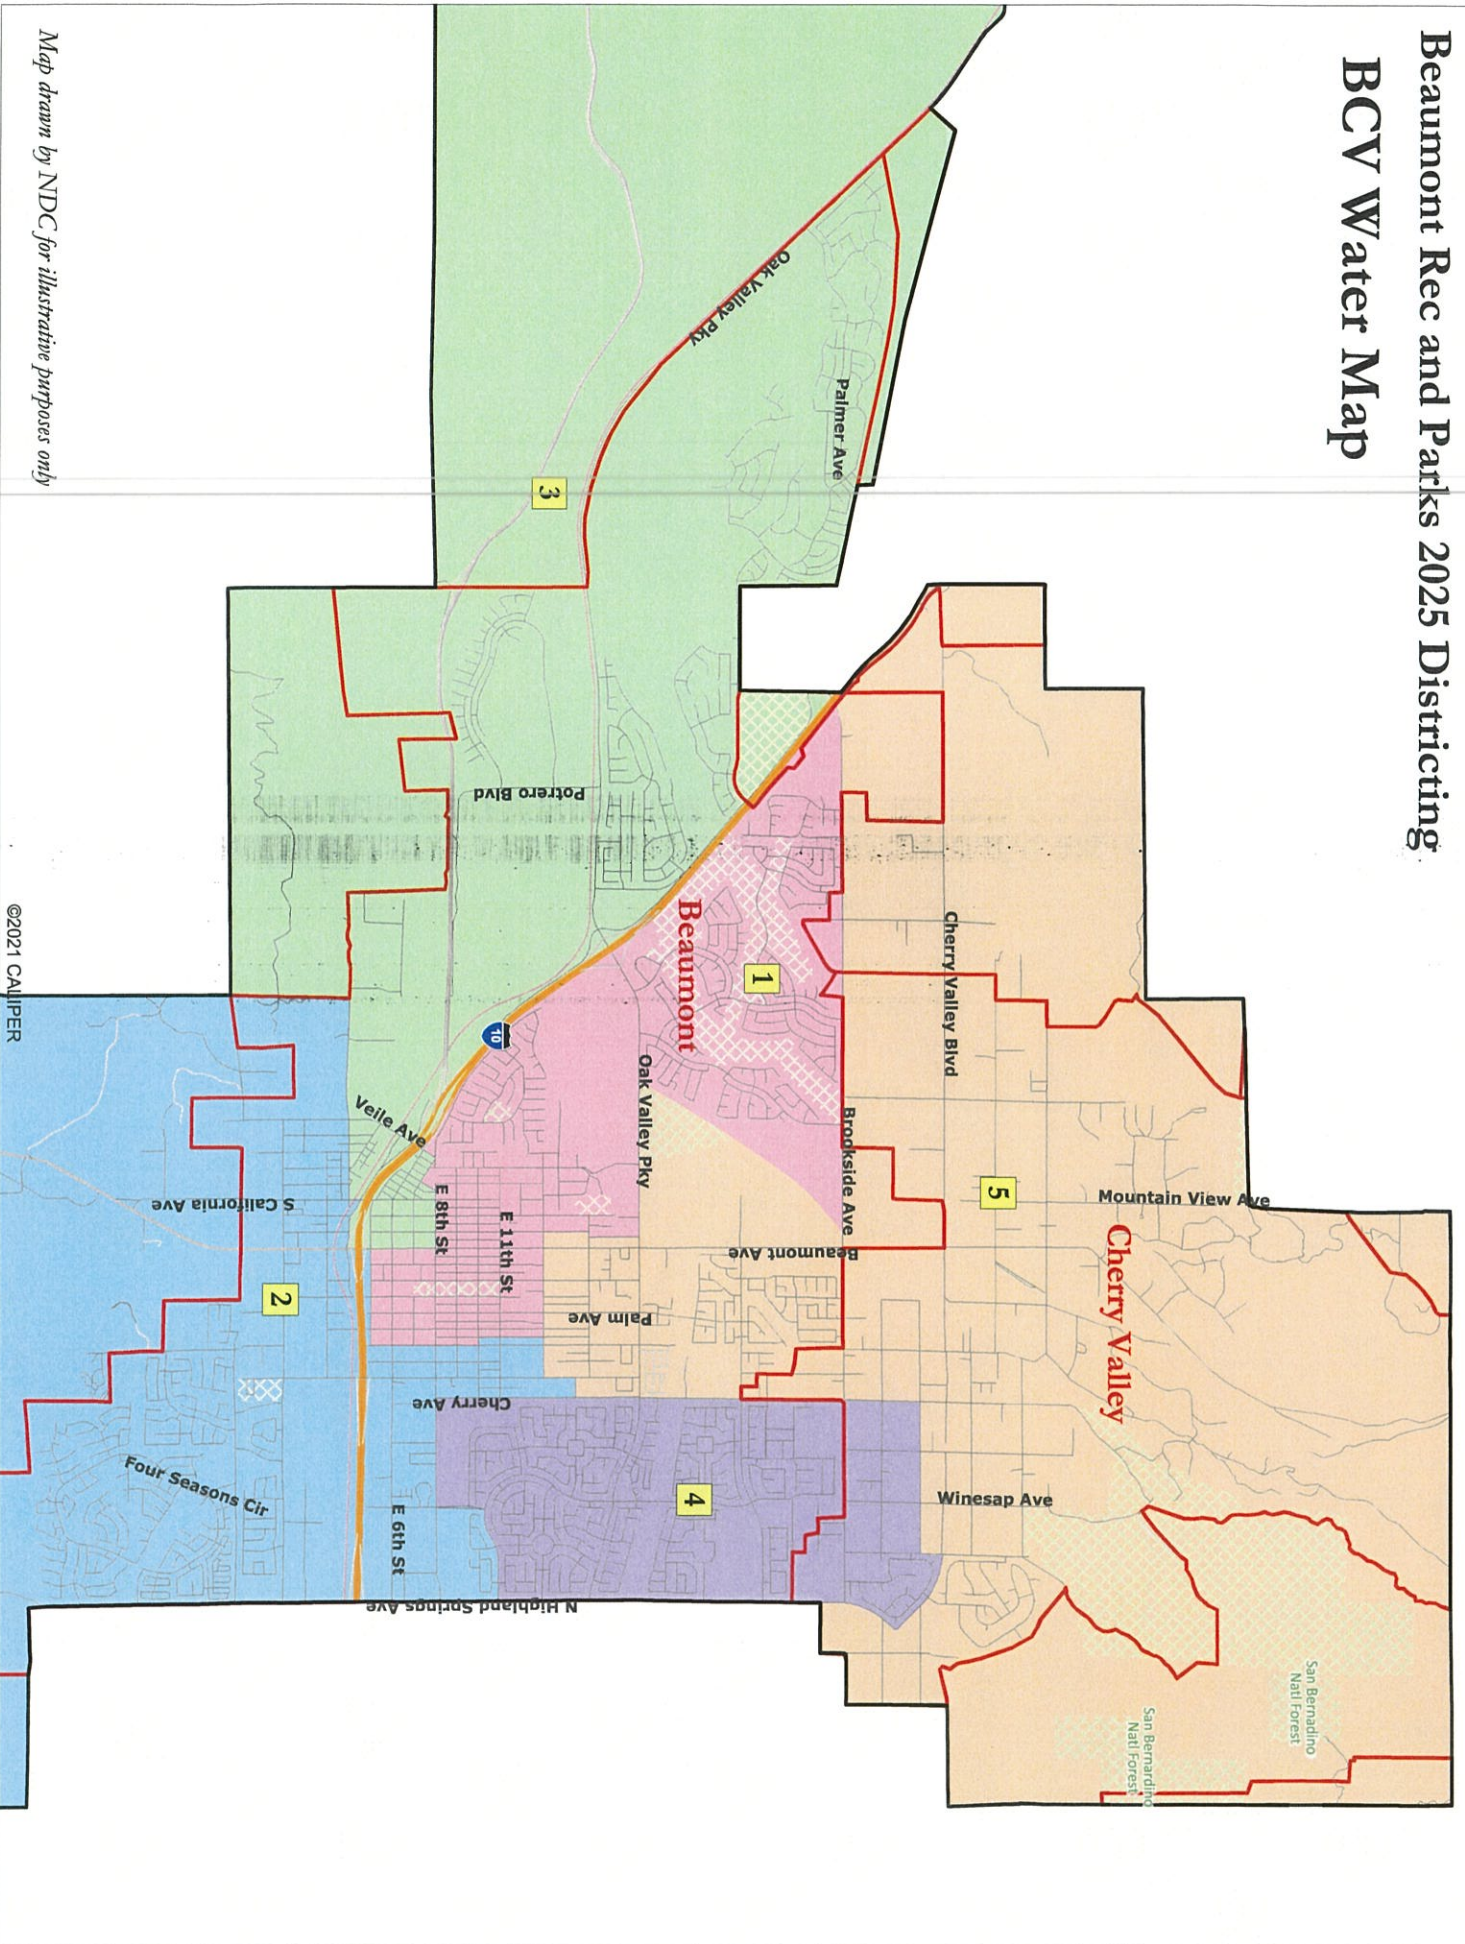 Beaumont Rec and Parks 2025 Districting
BCV Water Map
Oak Valley Pky
Palmer Ave
3
Potrero Blvd
Beaumont
1
Cherry Valley Blvd
10
Oak Valley Pky
Veile Ave
Brookside Ave
5
Mountain View Ave
Cherry Valley
S California Ave
E 8th St
E 11th St
Beaumont Ave
2
Palm Ave
Cherry Ave
Four Seasons Cir
4
Winesap Ave
E 6th St
N Highland Springs Ave
San Bernadino
Natl Forest
San Bernardino
Natl Forest
Map drawn by NDC for illustrative purposes only
©2021 CALIPER